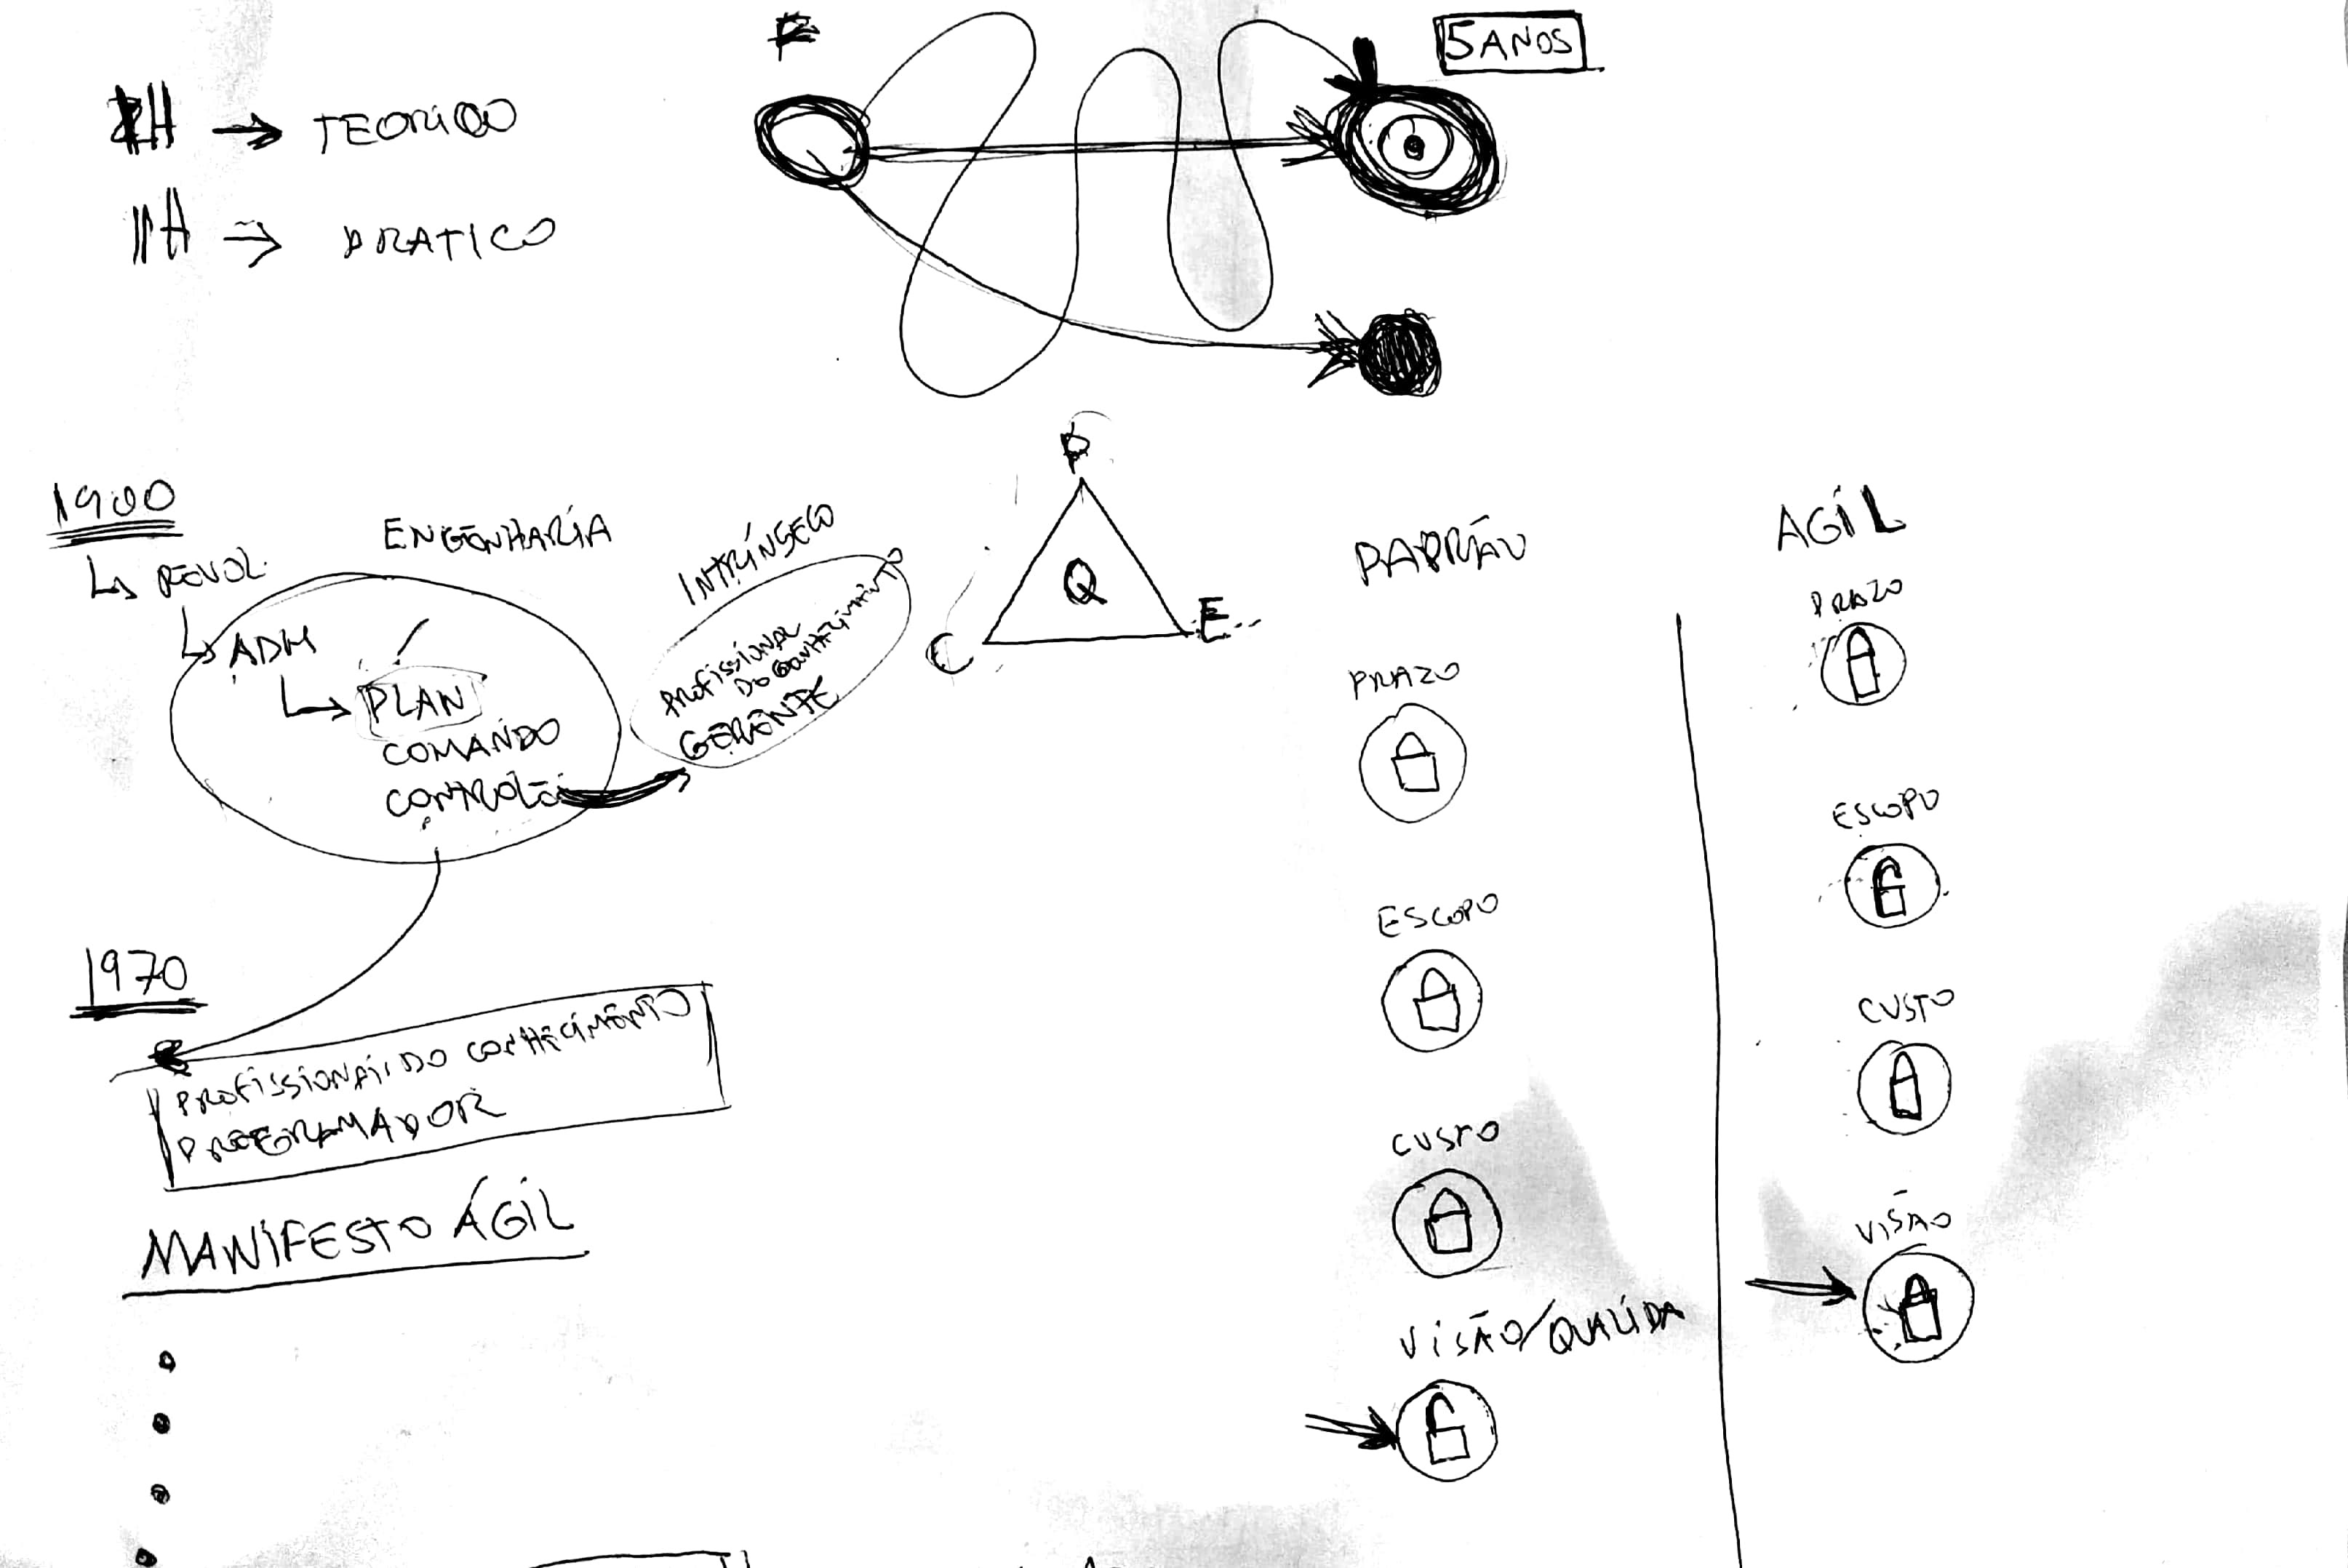 → TEORICO
→ PRATICO
5 ANOS
1900
↳ REVOL.
↳ ADM
↳ PLAN
COMANDO
CONTROLE
ENGENHARIA
INTRÍNSECO
PROFISSIONAL
DO CONHECIMENTO
GERENTE
P
Q
C
E
1970
PROFISSIONAIS DO CONHECIMENTO
PROGRAMADOR
MANIFESTO ÁGIL
PADRÃO
PRAZO
ESCOPO
CUSTO
VISÃO/QUALIDA
AGIL
PRAZO
ESCOPO
CUSTO
VISÃO